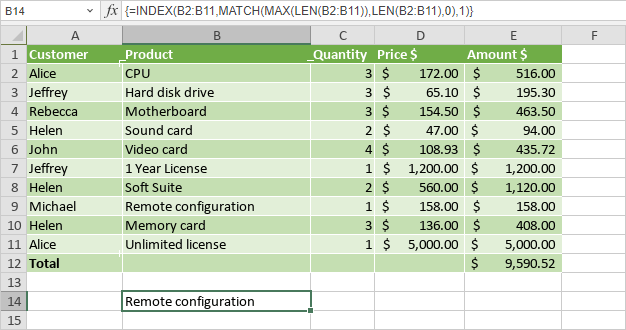 B14 fx {=INDEX(B2:B11,MATCH(MAX(LEN(B2:B11)),LEN(B2:B11),0),1)}
A B C D E F
1 Customer Product Quantity Price $ Amount $
2 Alice CPU 3 $ 172.00 $ 516.00
3 Jeffrey Hard disk drive 3 $ 65.10 $ 195.30
4 Rebecca Motherboard 3 $ 154.50 $ 463.50
5 Helen Sound card 2 $ 47.00 $ 94.00
6 John Video card 4 $ 108.93 $ 435.72
7 Jeffrey 1 Year License 1 $ 1,200.00 $ 1,200.00
8 Helen Soft Suite 2 $ 560.00 $ 1,120.00
9 Michael Remote configuration 1 $ 158.00 $ 158.00
10 Helen Memory card 3 $ 136.00 $ 408.00
11 Alice Unlimited license 1 $ 5,000.00 $ 5,000.00
12 Total $ 9,590.52
13
14 Remote configuration
15